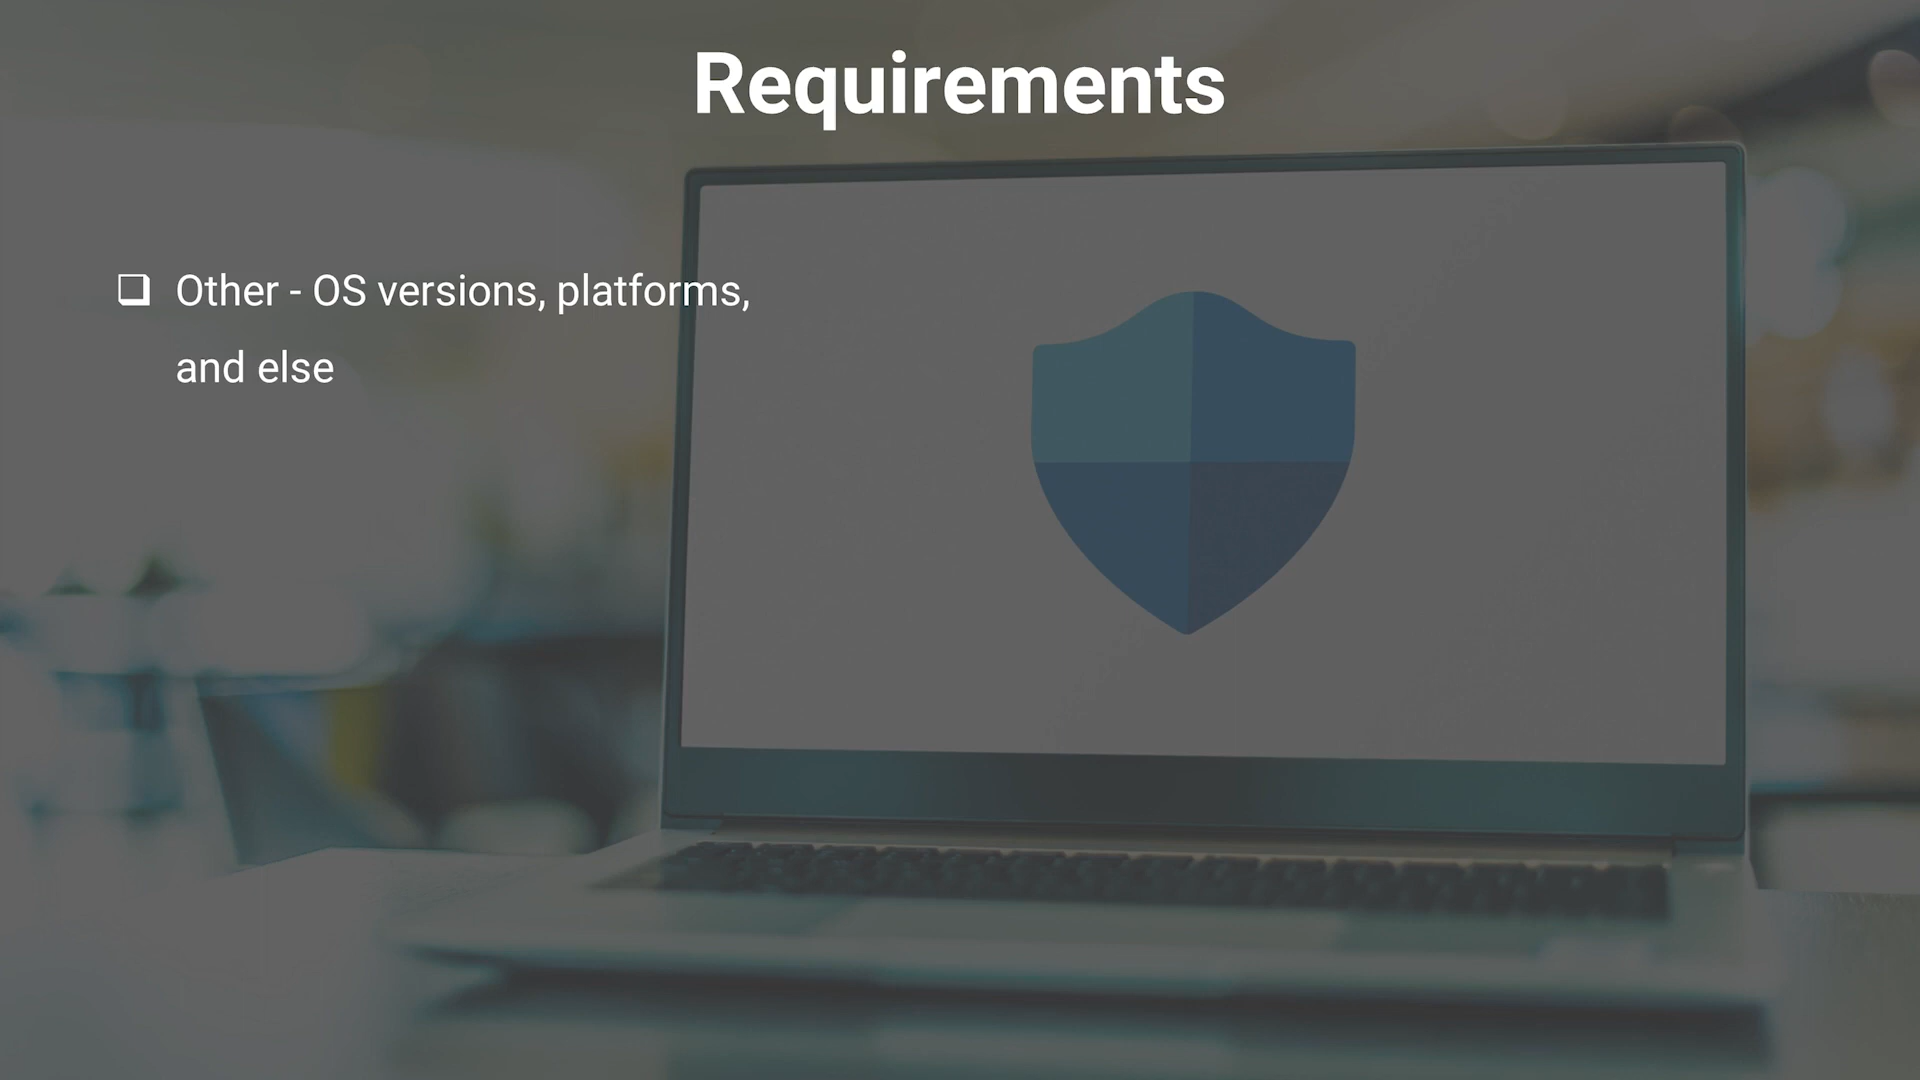 Requirements
❑ Other - OS versions, platforms,
and else